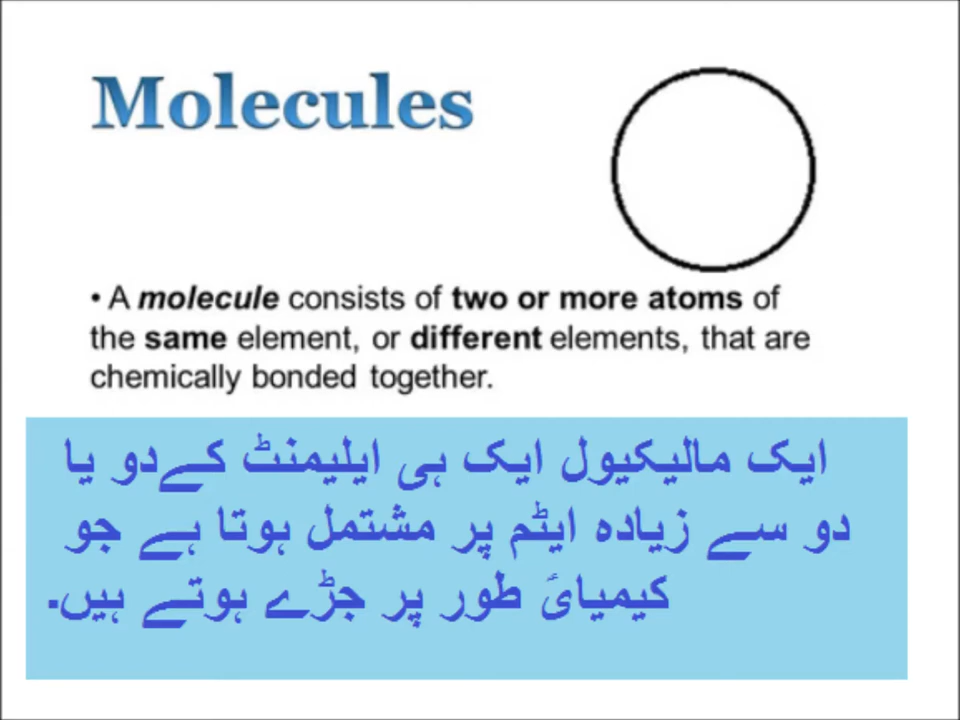 Molecules
• A molecule consists of two or more atoms of
the same element, or different elements, that are
chemically bonded together.
ایک مالیکیول ایک ہی ایلیمنٹ کےدو یا
دو سے زیادہ ایٹم پر مشتمل ہوتا ہے جو
کیمیائ طور پر جڑے ہوتے ہیں۔